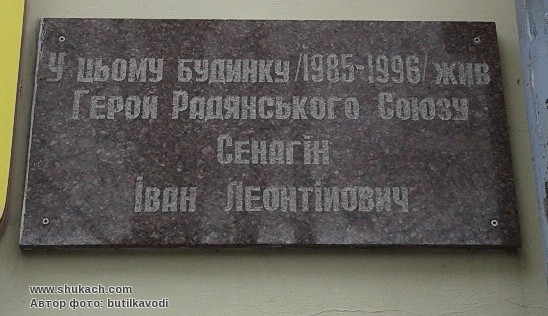 У цьому будинку /1985-1996/ жив
Герой Радянського Союзу
Сенагін
Іван Леонтійович
www.shukach.com
Автор фото: butilkavodi